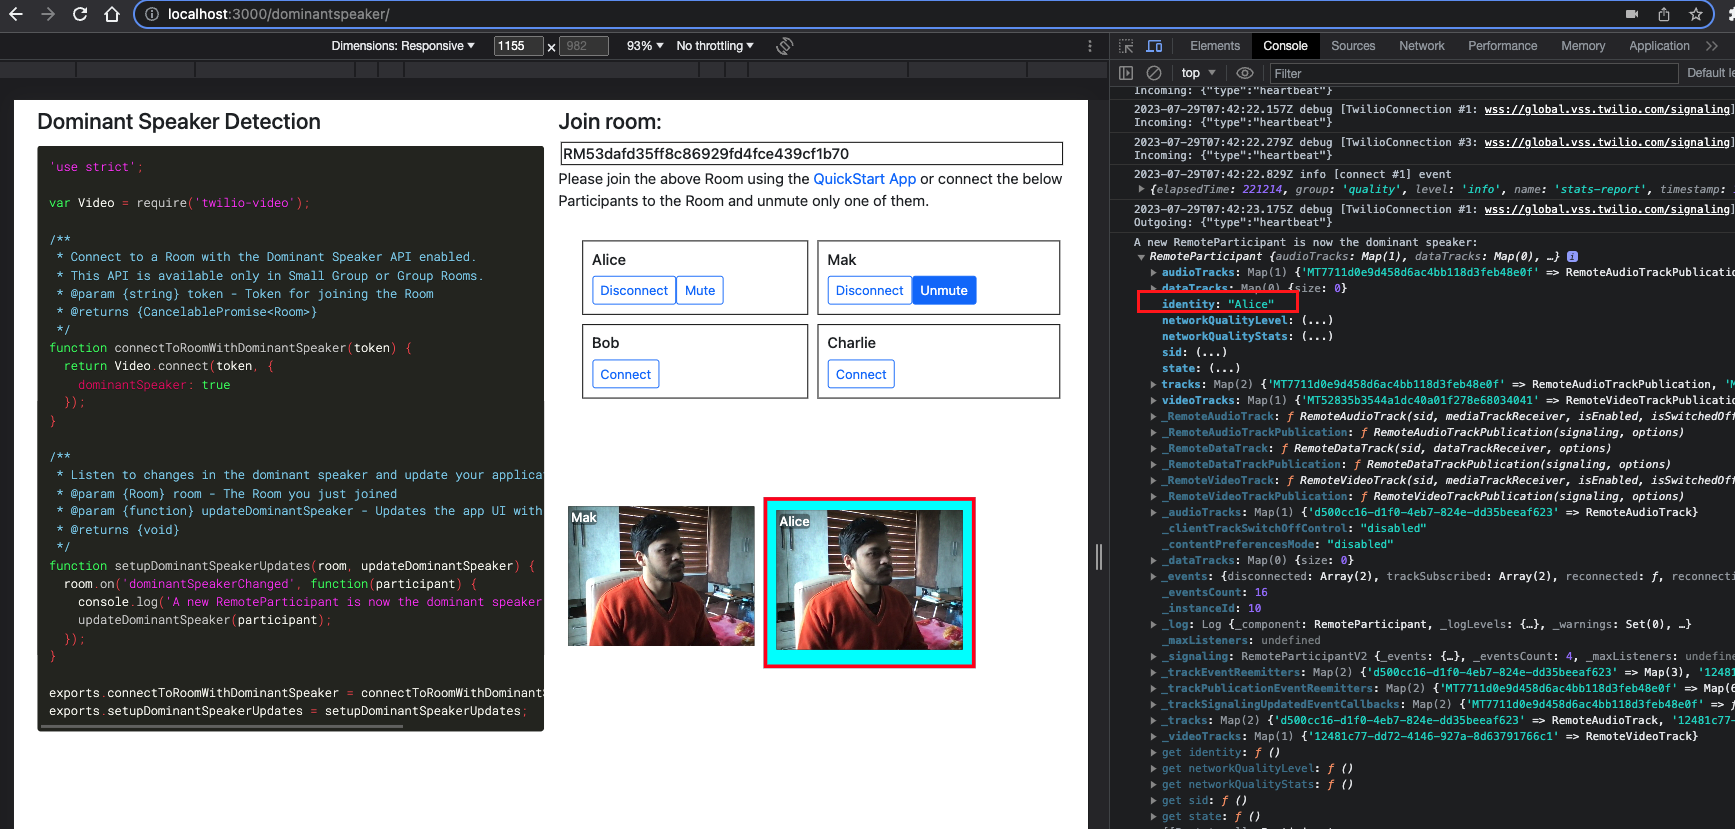 localhost:3000/dominantspeaker/
Dimensions: Responsive ▼ 1155 × 982 93% ▼ No throttling ▼
Elements Console Sources Network Performance Memory Application
top ▼ Filter
Dominant Speaker Detection
'use strict';
var Video = require('twilio-video');
/**
* Connect to a Room with the Dominant Speaker API enabled.
* This API is available only in Small Group or Group Rooms.
* @param {string} token - Token for joining the Room
* @returns {CancelablePromise<Room>}
*/
function connectToRoomWithDominantSpeaker(token) {
return Video.connect(token, {
dominantSpeaker: true
});
}
/**
* Listen to changes in the dominant speaker and update your applicat
* @param {Room} room - The Room you just joined
* @param {function} updateDominantSpeaker - Updates the app UI with
* @returns {void}
*/
function setupDominantSpeakerUpdates(room, updateDominantSpeaker) {
room.on('dominantSpeakerChanged', function(participant) {
console.log('A new RemoteParticipant is now the dominant speaker
updateDominantSpeaker(participant);
});
}
exports.connectToRoomWithDominantSpeaker = connectToRoomWithDominantS
exports.setupDominantSpeakerUpdates = setupDominantSpeakerUpdates;
Join room:
RM53dafd35ff8c86929fd4fce439cf1b70
Please join the above Room using the QuickStart App or connect the below
Participants to the Room and unmute only one of them.
Alice
Disconnect Mute
Mak
Disconnect Unmute
Bob
Connect
Charlie
Connect
Mak
Alice
Default le
Incoming: {"type":"heartbeat"}
2023-07-29T07:42:22.157Z debug [TwilioConnection #1: wss://global.vss.twilio.com/signaling]
Incoming: {"type":"heartbeat"}
2023-07-29T07:42:22.279Z debug [TwilioConnection #3: wss://global.vss.twilio.com/signaling]
Incoming: {"type":"heartbeat"}
2023-07-29T07:42:22.829Z info [connect #1] event
{elapsedTime: 221214, group: 'quality', level: 'info', name: 'stats-report', timestamp:
2023-07-29T07:42:23.175Z debug [TwilioConnection #1: wss://global.vss.twilio.com/signaling]
Outgoing: {"type":"heartbeat"}
A new RemoteParticipant is now the dominant speaker:
RemoteParticipant {audioTracks: Map(1), dataTracks: Map(0), …}
audioTracks: Map(1) {'MT7711d0e9d458d6ac4bb118d3feb48e0f' => RemoteAudioTrackPublicatio
dataTracks: Map(0) {size: 0}
identity: "Alice"
networkQualityLevel: (...)
networkQualityStats: (...)
sid: (...)
state: (...)
tracks: Map(2) {'MT7711d0e9d458d6ac4bb118d3feb48e0f' => RemoteAudioTrackPublication, 'M
videoTracks: Map(1) {'MT52835b3544a1dc40a01f278e68034041' => RemoteVideoTrackPublicatio
_RemoteAudioTrack: ƒ RemoteAudioTrack(sid, mediaTrackReceiver, isEnabled, isSwitchedOff
_RemoteAudioTrackPublication: ƒ RemoteAudioTrackPublication(signaling, options)
_RemoteDataTrack: ƒ RemoteDataTrack(sid, dataTrackReceiver, options)
_RemoteDataTrackPublication: ƒ RemoteDataTrackPublication(signaling, options)
_RemoteVideoTrack: ƒ RemoteVideoTrack(sid, mediaTrackReceiver, isEnabled, isSwitchedOff
_RemoteVideoTrackPublication: ƒ RemoteVideoTrackPublication(signaling, options)
_audioTracks: Map(1) {'d500cc16-d1f0-4eb7-824e-dd35beeaf623' => RemoteAudioTrack}
_clientTrackSwitchOffControl: "disabled"
_contentPreferencesMode: "disabled"
_dataTracks: Map(0) {size: 0}
_events: {disconnected: Array(2), trackSubscribed: Array(2), reconnected: ƒ, reconnecti
_eventsCount: 16
_instanceId: 10
_log: Log {_component: RemoteParticipant, _logLevels: {…}, _warnings: Set(0), …}
_maxListeners: undefined
_signaling: RemoteParticipantV2 {_events: {…}, _eventsCount: 4, _maxListeners: undefine
_trackEventReemitters: Map(2) {'d500cc16-d1f0-4eb7-824e-dd35beeaf623' => Map(3), '12481
_trackPublicationEventReemitters: Map(2) {'MT7711d0e9d458d6ac4bb118d3feb48e0f' => Map(6
_trackSignalingUpdatedEventCallbacks: Map(2) {'MT7711d0e9d458d6ac4bb118d3feb48e0f' => ƒ
_tracks: Map(2) {'d500cc16-d1f0-4eb7-824e-dd35beeaf623' => RemoteAudioTrack, '12481c77-
_videoTracks: Map(1) {'12481c77-dd72-4146-927a-8d63791766c1' => RemoteVideoTrack}
get identity: ƒ ()
get networkQualityLevel: ƒ ()
get networkQualityStats: ƒ ()
get sid: ƒ ()
get state: ƒ ()